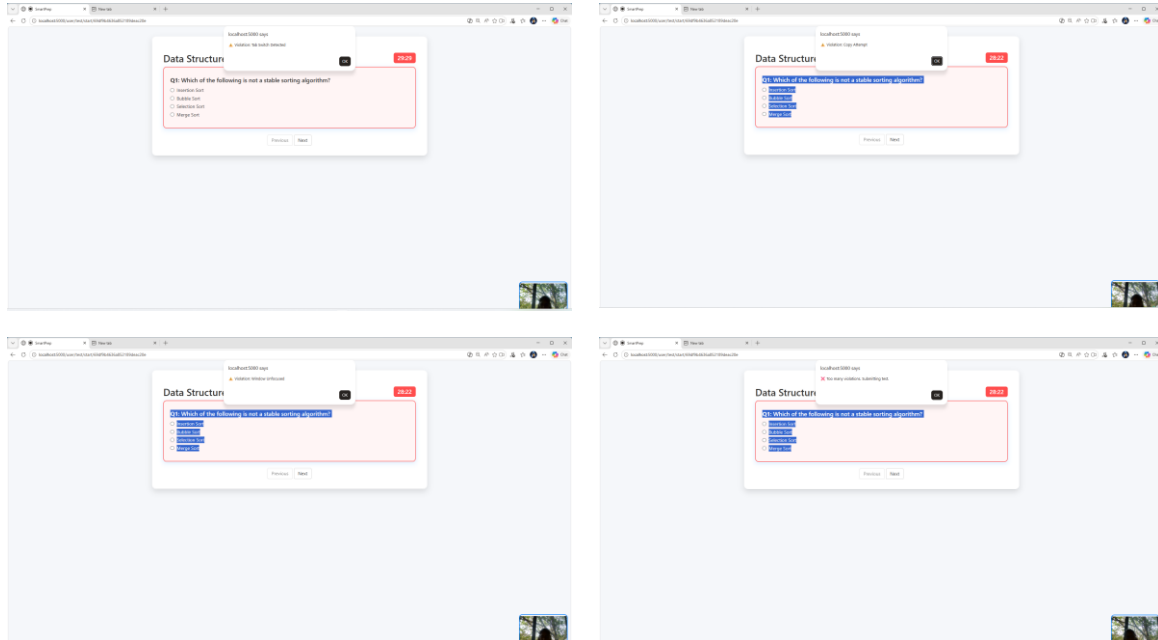 SmartPrep
New tab
localhost:5000 says
Violation: Tab Switch Detected
OK
Data Structure
29:29
Q1: Which of the following is not a stable sorting algorithm?
Insertion Sort
Bubble Sort
Selection Sort
Merge Sort
Previous Next
SmartPrep
New tab
localhost:5000 says
Violation: Copy Attempt
OK
Data Structure
29:22
Q1: Which of the following is not a stable sorting algorithm?
Insertion Sort
Bubble Sort
Selection Sort
Merge Sort
Previous Next
SmartPrep
New tab
localhost:5000 says
Violation: Window Unfocused
OK
Data Structure
29:22
Q1: Which of the following is not a stable sorting algorithm?
Insertion Sort
Bubble Sort
Selection Sort
Merge Sort
Previous Next
SmartPrep
New tab
localhost:5000 says
Too many violations. Submitting test.
OK
Data Structure
29:22
Q1: Which of the following is not a stable sorting algorithm?
Insertion Sort
Bubble Sort
Selection Sort
Merge Sort
Previous Next